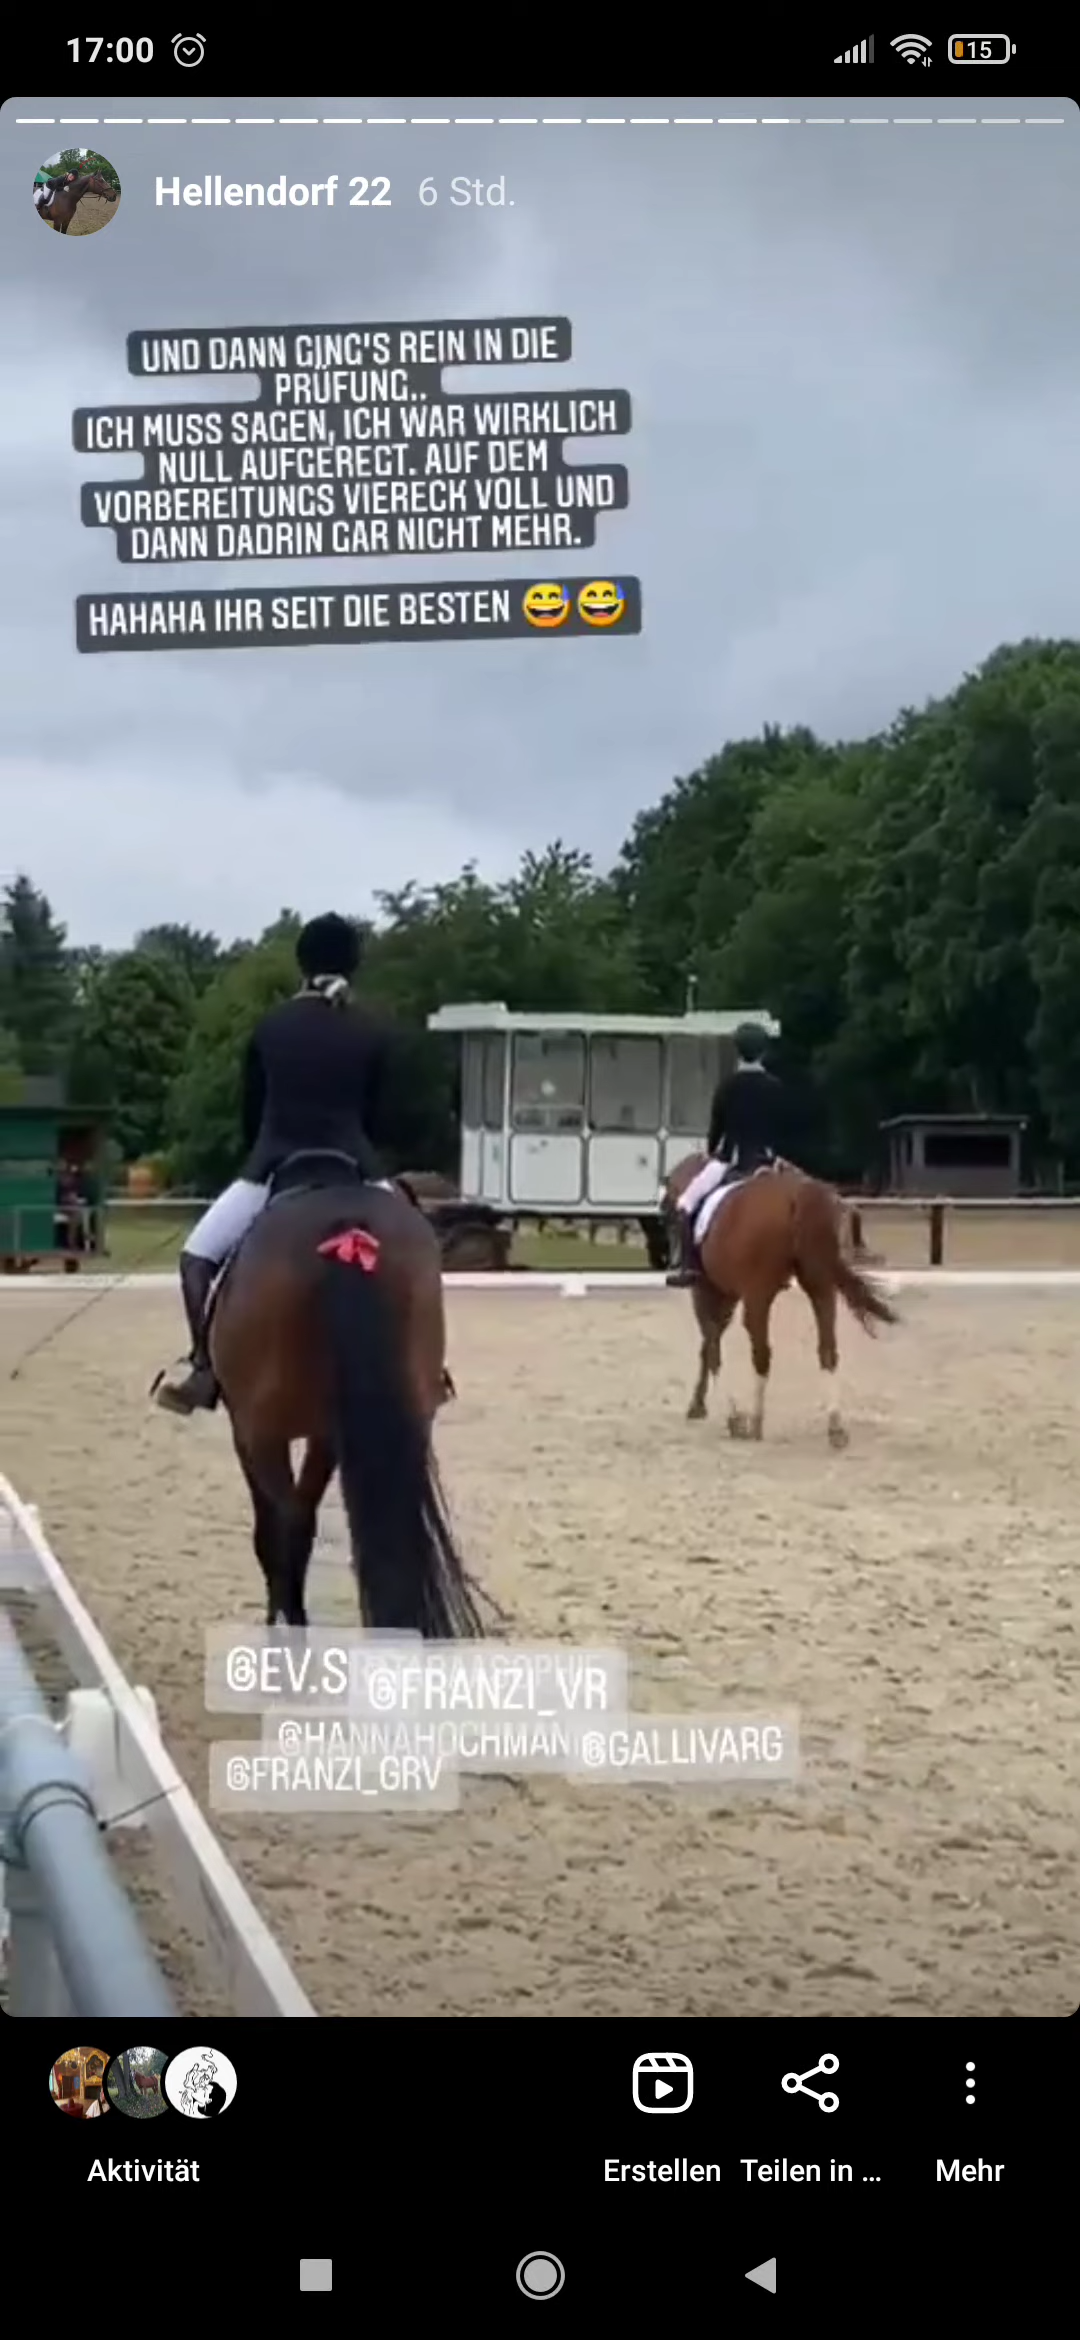 17:00
15
Hellendorf 22 6 Std.
UND DANN GING'S REIN IN DIE
PRÜFUNG..
ICH MUSS SAGEN, ICH WAR WIRKLICH
NULL AUFGEREGT. AUF DEM
VORBEREITUNGS VIERECK VOLL UND
DANN DADRIN GAR NICHT MEHR.
HAHAHA IHR SEIT DIE BESTEN 😅😅
@EV.S
@FRANZI_VR
@HANNAHOCHMAN
@GALLIVARG
@FRANZI_GRV
Aktivität
Erstellen
Teilen in ...
Mehr